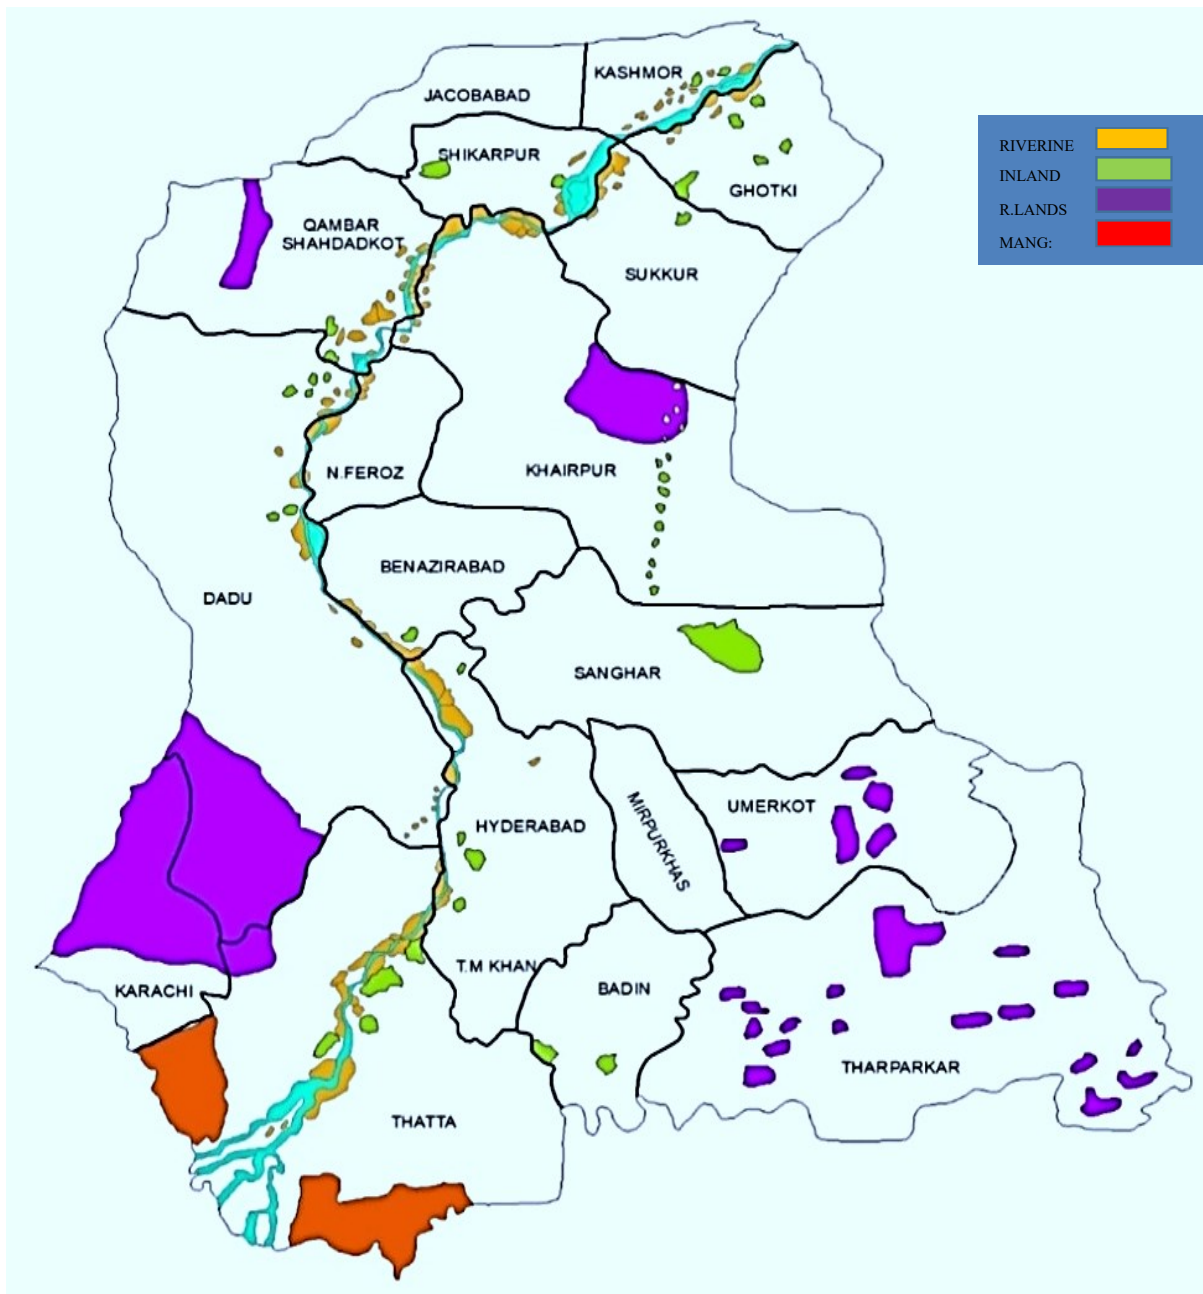 KASHMOR
JACOBABAD
SHIKARPUR
GHOTKI
QAMBAR
SHAHDADKOT
SUKKUR
N.FEROZ
KHAIRPUR
BENAZIRABAD
DADU
SANGHAR
UMERKOT
MIRPURKHAS
HYDERABAD
T.M KHAN
KARACHI
BADIN
THARPARKAR
THATTA
RIVERINE
INLAND
R.LANDS
MANG: